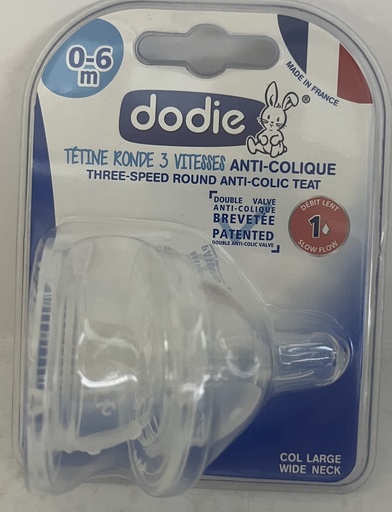 0-6
m
MADE IN FRANCE
dodie®
TÉTINE RONDE 3 VITESSES ANTI-COLIQUE
THREE-SPEED ROUND ANTI-COLIC TEAT
DOUBLE VALVE
ANTI-COLIQUE
BREVETÉE
PATENTED
DOUBLE ANTI-COLIC VALVE
DÉBIT LENT
1
SLOW FLOW
COL LARGE
WIDE NECK